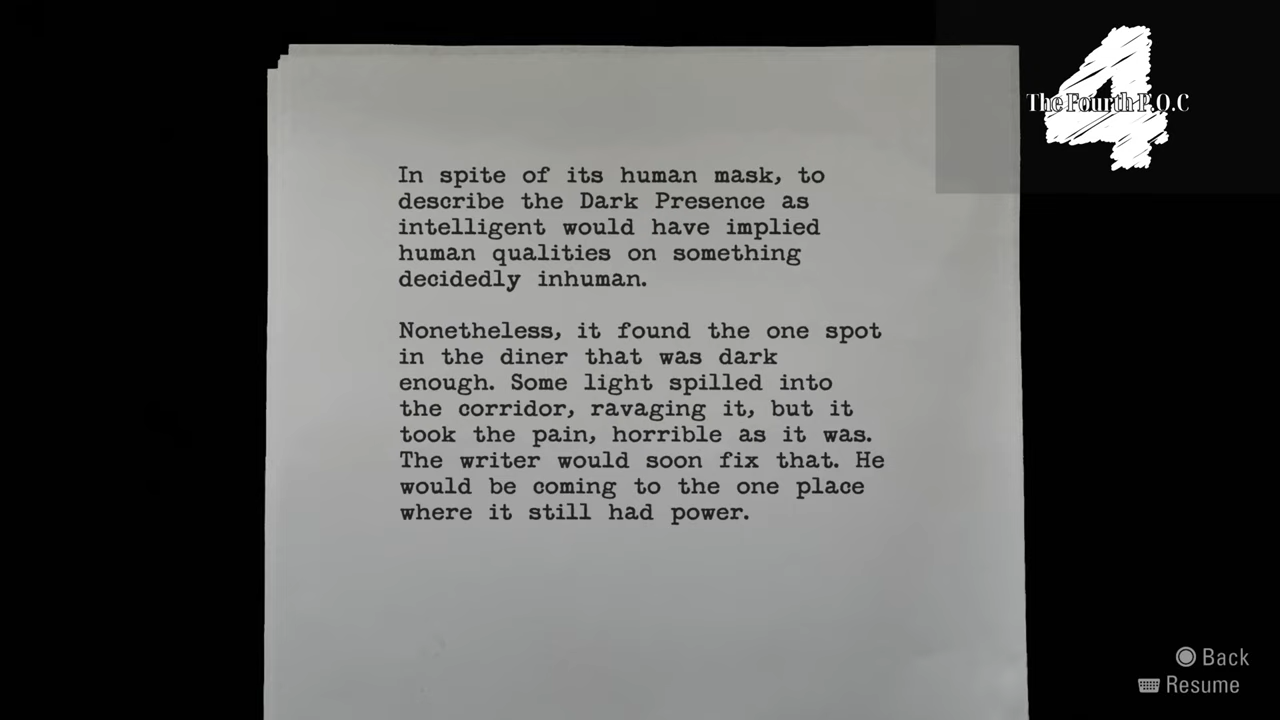 The Fourth P.O.C
4
In spite of its human mask, to
describe the Dark Presence as
intelligent would have implied
human qualities on something
decidedly inhuman.
Nonetheless, it found the one spot
in the diner that was dark
enough. Some light spilled into
the corridor, ravaging it, but it
took the pain, horrible as it was.
The writer would soon fix that. He
would be coming to the one place
where it still had power.
Back
Resume